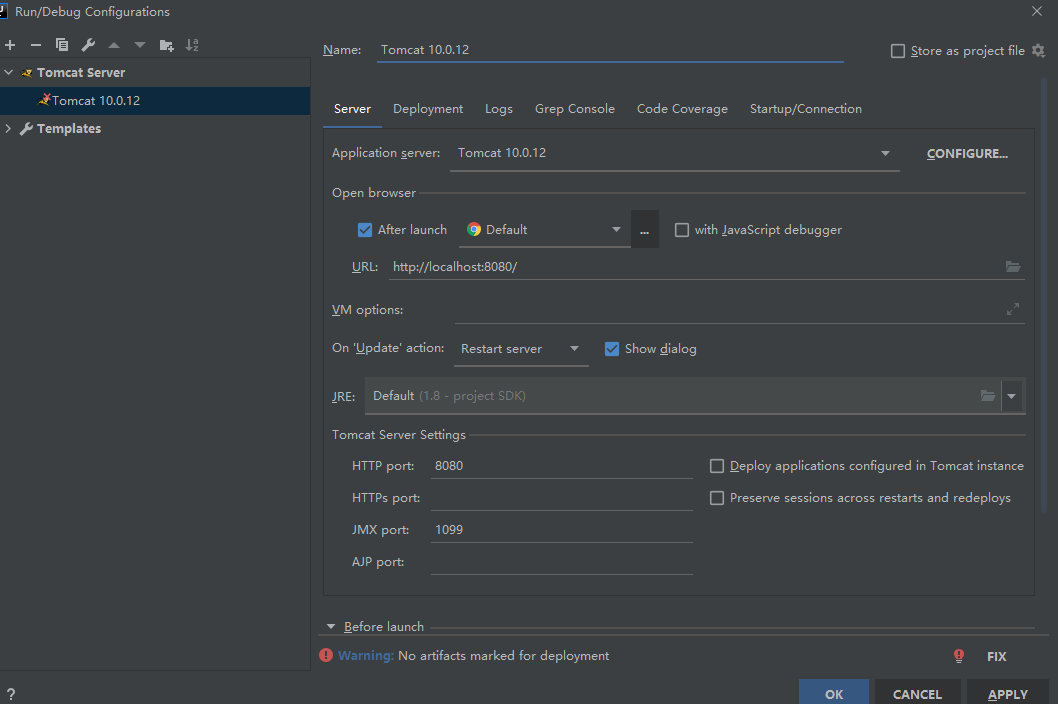 Run/Debug Configurations
Name: Tomcat 10.0.12
Store as project file
Tomcat Server
Tomcat 10.0.12
Templates
Server Deployment Logs Grep Console Code Coverage Startup/Connection
Application server: Tomcat 10.0.12 CONFIGURE...
Open browser
After launch Default ... with JavaScript debugger
URL: http://localhost:8080/
VM options:
On 'Update' action: Restart server Show dialog
JRE: Default (1.8 - project SDK)
Tomcat Server Settings
HTTP port: 8080 Deploy applications configured in Tomcat instance
HTTPs port: Preserve sessions across restarts and redeploys
JMX port: 1099
AJP port:
Before launch
Warning: No artifacts marked for deployment FIX
? OK CANCEL APPLY